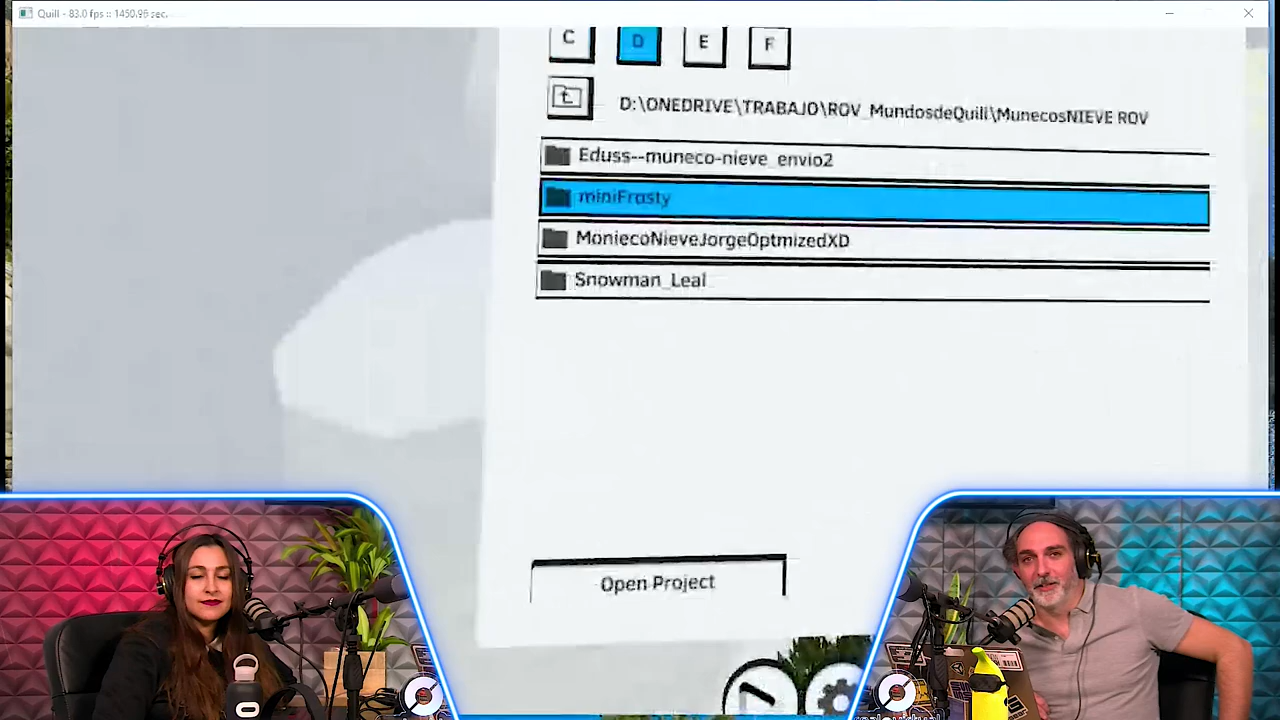 Quill - 83.0 fps :: 1450.96 sec.
C D E F
D:\ONEDRIVE\TRABAJO\ROV_MundosdeQuill\MunecosNIEVE ROV
Eduss--muneco-nieve_envio2
miniFrosty
MoniecoNieveJorgeOptmizedXD
Snowman_Leal
Open Project